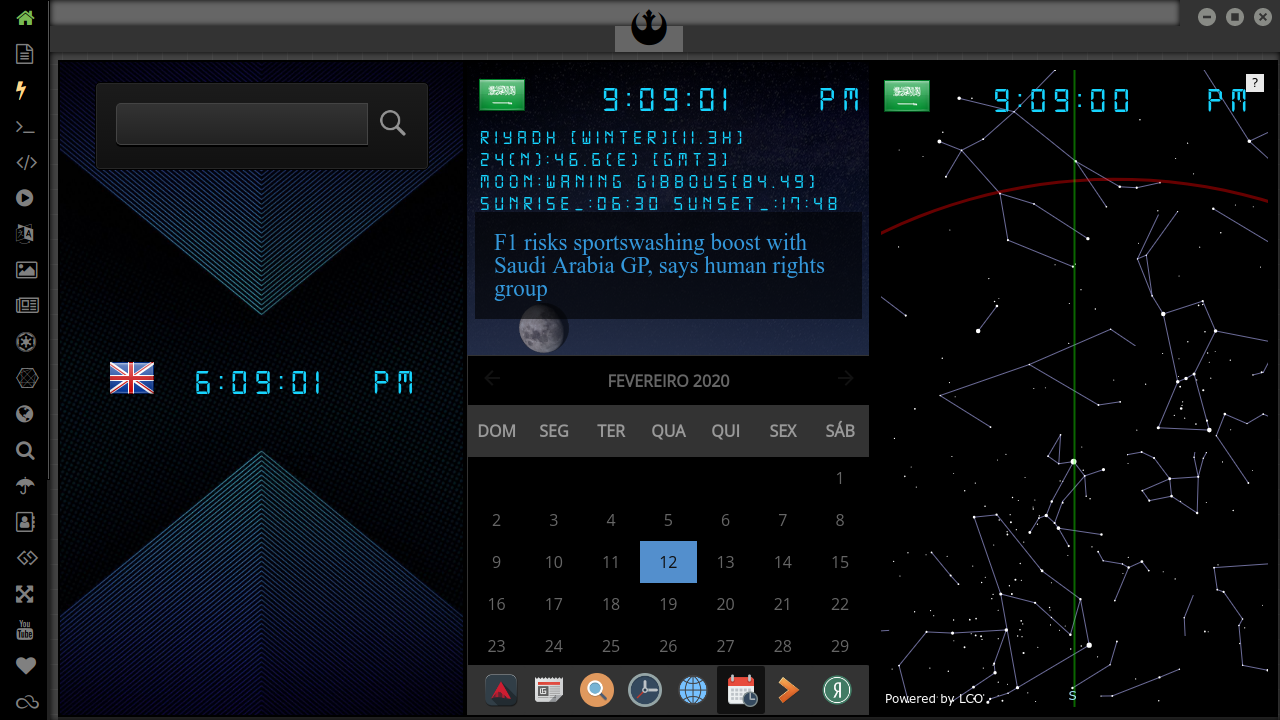 6:09:01 PM
9:09:01 PM
RIYADH [WINTER][11.3H]
24(N):46.6(E) [GMT3]
MOON:WANING GIBBOUS[84.49]
SUNRISE_:06:30 SUNSET_:17:48
F1 risks sportswashing boost with
Saudi Arabia GP, says human rights
group
FEVEREIRO 2020
DOM SEG TER QUA QUI SEX SÁB
1
2 3 4 5 6 7 8
9 10 11 12 13 14 15
16 17 18 19 20 21 22
23 24 25 26 27 28 29
Я
9:09:00 PM
?
S
Powered by LCO
You
Tube